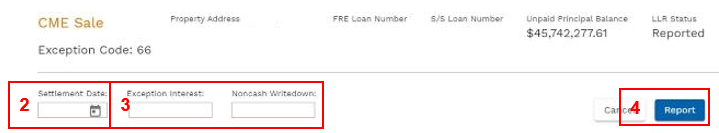 CME Sale
Property Address
FRE Loan Number
S/S Loan Number
Unpaid Principal Balance
$45,742,277.61
LLR Status
Reported
Exception Code: 66
2
Settlement Date:
3
Exception Interest:
Noncash Writedown:
Cancel
4
Report